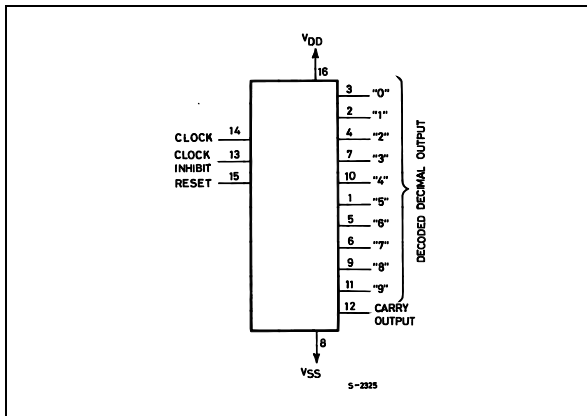 VDD
16
3 "0"
2 "1"
CLOCK 14
4 "2"
CLOCK INHIBIT 13
7 "3"
RESET 15
10 "4"
1 "5"
5 "6"
6 "7"
9 "8"
11 "9"
12 CARRY OUTPUT
DECODED DECIMAL OUTPUT
8
VSS
S-2325